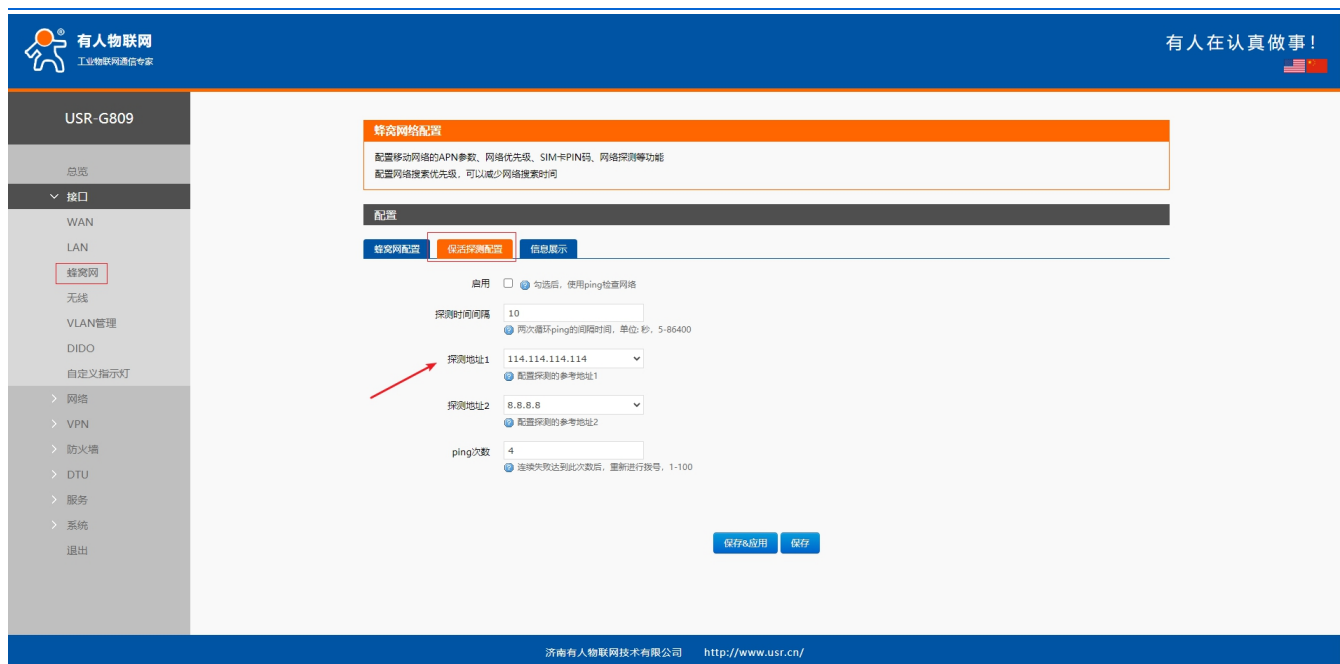 有人物联网
工业物联网通信专家
有人在认真做事！
USR-G809
总览
接口
WAN
LAN
蜂窝网
无线
VLAN管理
DIDO
自定义指示灯
网络
VPN
防火墙
DTU
服务
系统
退出
蜂窝网络配置
配置移动网络的APN参数、网络优先级、SIM卡PIN码、网络探测等功能
配置网络搜索优先级，可以减少网络搜索时间
配置
蜂窝网配置 保活探测配置 信息展示
启用 勾选后，使用ping检查网络
探测时间间隔 10
两次循环ping的间隔时间，单位: 秒，5-86400
探测地址1 114.114.114.114
配置探测的参考地址1
探测地址2 8.8.8.8
配置探测的参考地址2
ping次数 4
连续失败达到此次数后，重新进行拨号，1-100
保存&应用 保存
济南有人物联网技术有限公司 http://www.usr.cn/